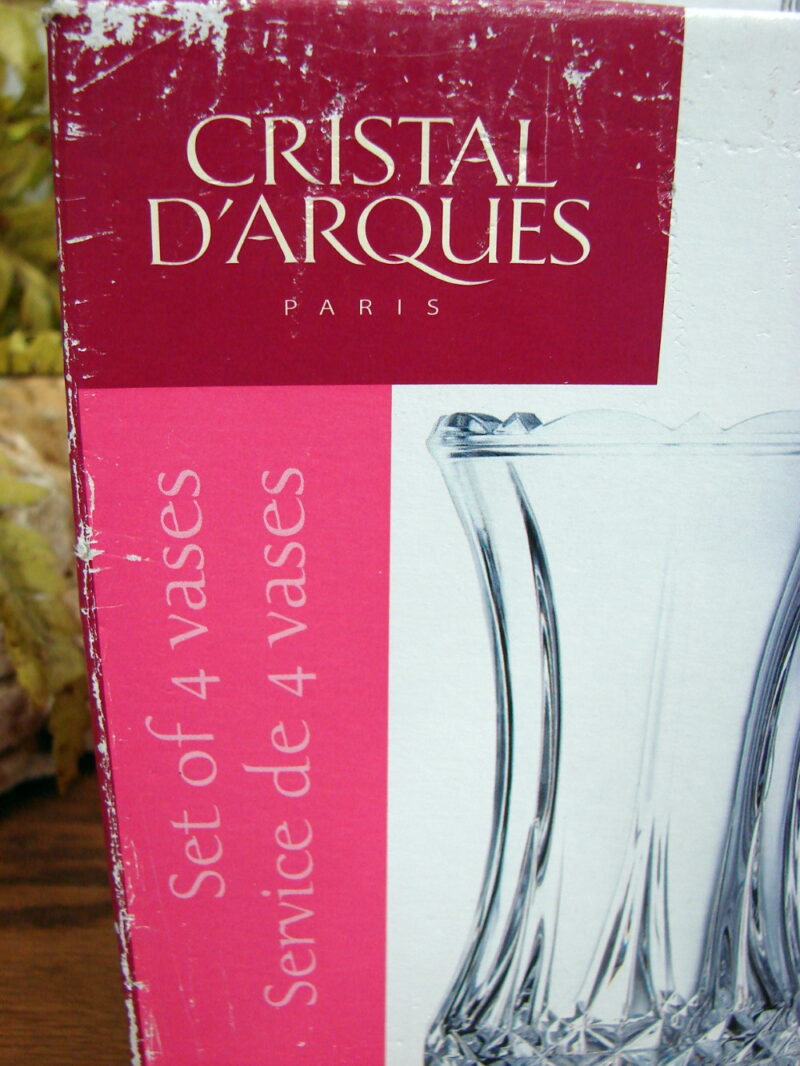 CRISTAL
D'ARQUES
PARIS
Set of 4 vases
Service de 4 vases